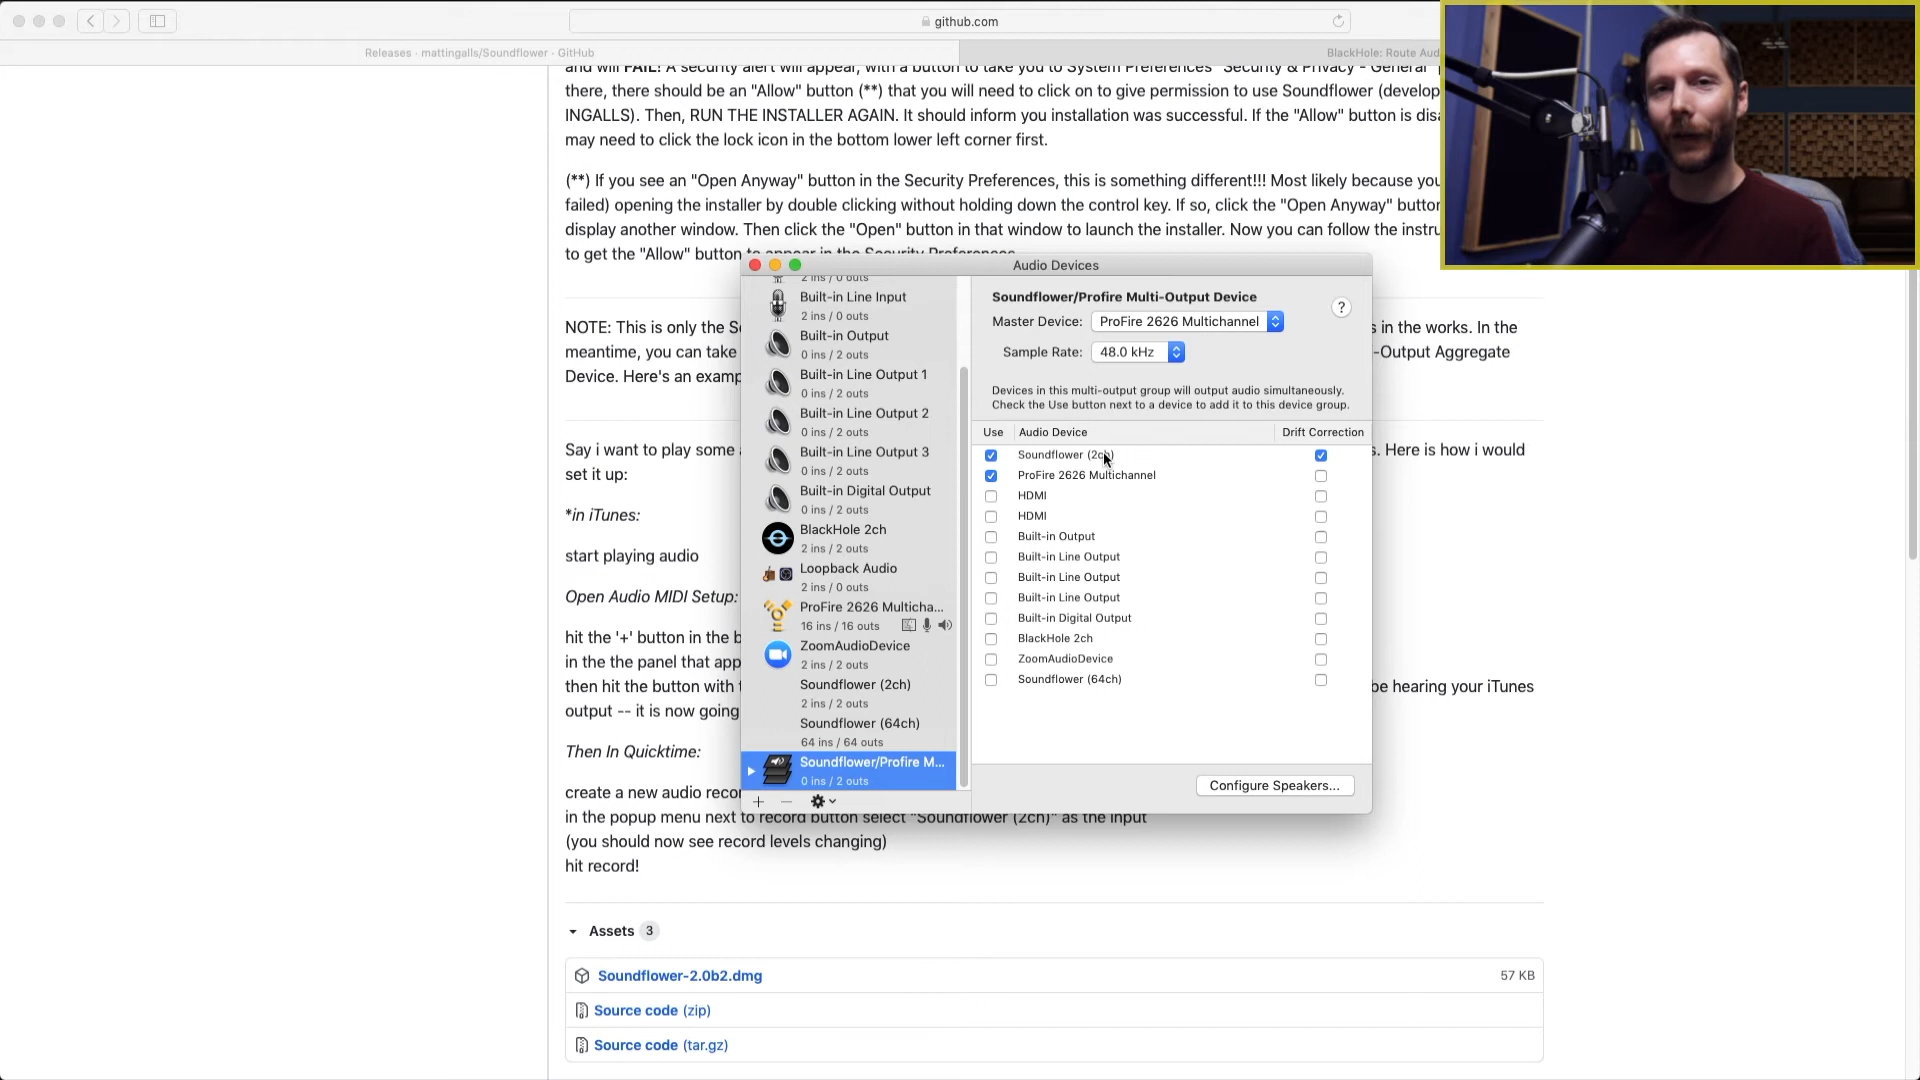 github.com
Releases · mattingalls/Soundflower · GitHub
BlackHole: Route Aud
and will FAIL! A security alert will appear, with a button to take you to System Preferences "Security & Privacy - General"
there, there should be an "Allow" button (**) that you will need to click on to give permission to use Soundflower (develop
INGALLS). Then, RUN THE INSTALLER AGAIN. It should inform you installation was successful. If the "Allow" button is disa
may need to click the lock icon in the bottom lower left corner first.
(**) If you see an "Open Anyway" button in the Security Preferences, this is something different!!! Most likely because you
failed) opening the installer by double clicking without holding down the control key. If so, click the "Open Anyway" button
display another window. Then click the "Open" button in that window to launch the installer. Now you can follow the instru
to get the "Allow" button to appear in the Security Preferences.
NOTE: This is only the S
s in the works. In the
meantime, you can take
-Output Aggregate
Device. Here's an examp
Say i want to play some
s. Here is how i would
set it up:
*in iTunes:
start playing audio
Open Audio MIDI Setup:
hit the '+' button in the b
in the the panel that app
then hit the button with t
be hearing your iTunes
output -- it is now going
Then In Quicktime:
create a new audio reco
in the popup menu next to record button select "Soundflower (2ch)" as the input
(you should now see record levels changing)
hit record!
Assets 3
Soundflower-2.0b2.dmg 57 KB
Source code (zip)
Source code (tar.gz)
Audio Devices
2 ins / 0 outs
Built-in Line Input
2 ins / 0 outs
Built-in Output
0 ins / 2 outs
Built-in Line Output 1
0 ins / 2 outs
Built-in Line Output 2
0 ins / 2 outs
Built-in Line Output 3
0 ins / 2 outs
Built-in Digital Output
0 ins / 2 outs
BlackHole 2ch
2 ins / 2 outs
Loopback Audio
2 ins / 0 outs
ProFire 2626 Multicha...
16 ins / 16 outs
ZoomAudioDevice
2 ins / 2 outs
Soundflower (2ch)
2 ins / 2 outs
Soundflower (64ch)
64 ins / 64 outs
Soundflower/Profire M...
0 ins / 2 outs
Soundflower/Profire Multi-Output Device
?
Master Device: ProFire 2626 Multichannel
Sample Rate: 48.0 kHz
Devices in this multi-output group will output audio simultaneously.
Check the Use button next to a device to add it to this device group.
Use Audio Device Drift Correction
Soundflower (2ch)
ProFire 2626 Multichannel
HDMI
HDMI
Built-in Output
Built-in Line Output
Built-in Line Output
Built-in Line Output
Built-in Digital Output
BlackHole 2ch
ZoomAudioDevice
Soundflower (64ch)
Configure Speakers...